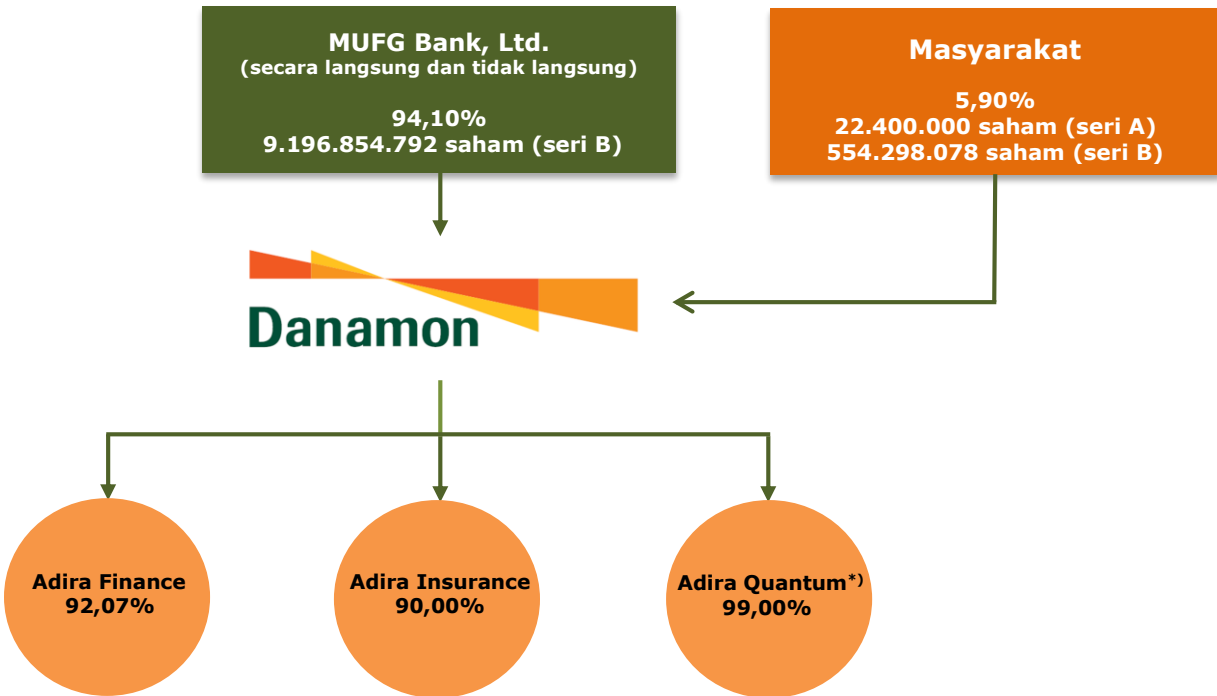 MUFG Bank, Ltd.
(secara langsung dan tidak langsung)
94,10%
9.196.854.792 saham (seri B)
Masyarakat
5,90%
22.400.000 saham (seri A)
554.298.078 saham (seri B)
Danamon
Adira Finance
92,07%
Adira Insurance
90,00%
Adira Quantum*)
99,00%